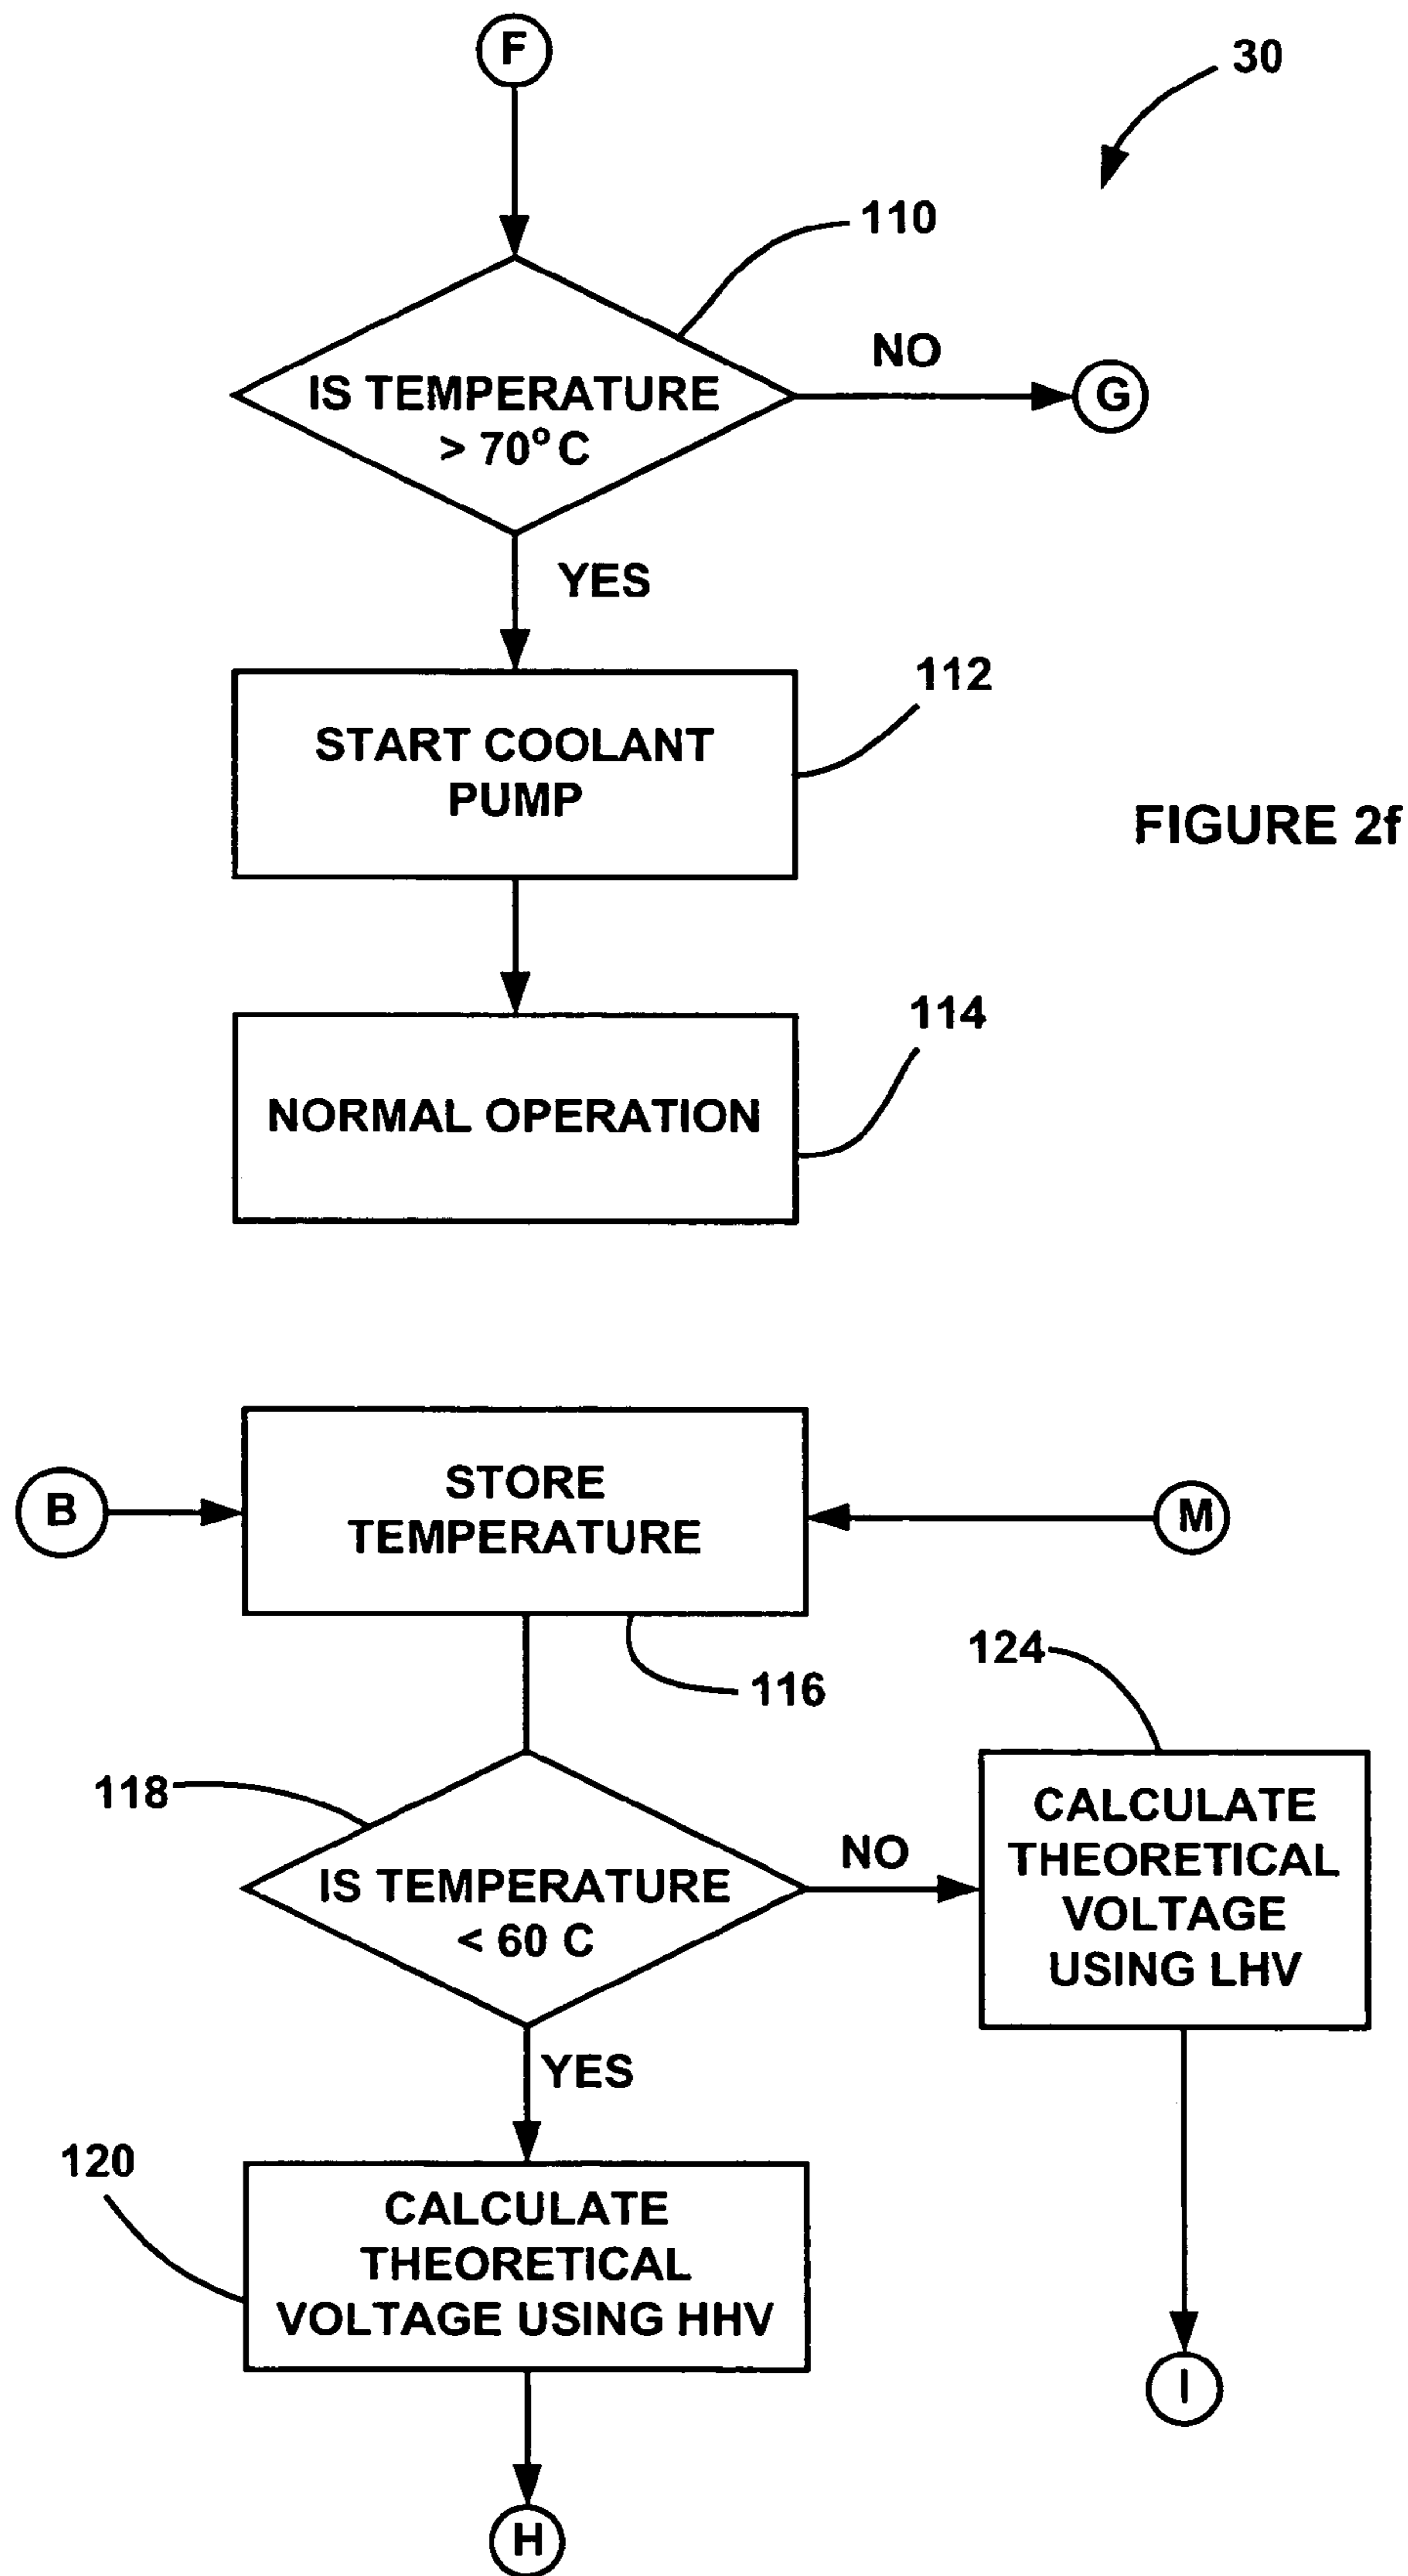 F
30
110
IS TEMPERATURE
> 70° C
NO
G
YES
112
START COOLANT
PUMP
FIGURE 2f
114
NORMAL OPERATION
B
STORE
TEMPERATURE
M
116
124
118
IS TEMPERATURE
< 60 C
NO
CALCULATE
THEORETICAL
VOLTAGE
USING LHV
YES
120
CALCULATE
THEORETICAL
VOLTAGE USING HHV
I
H